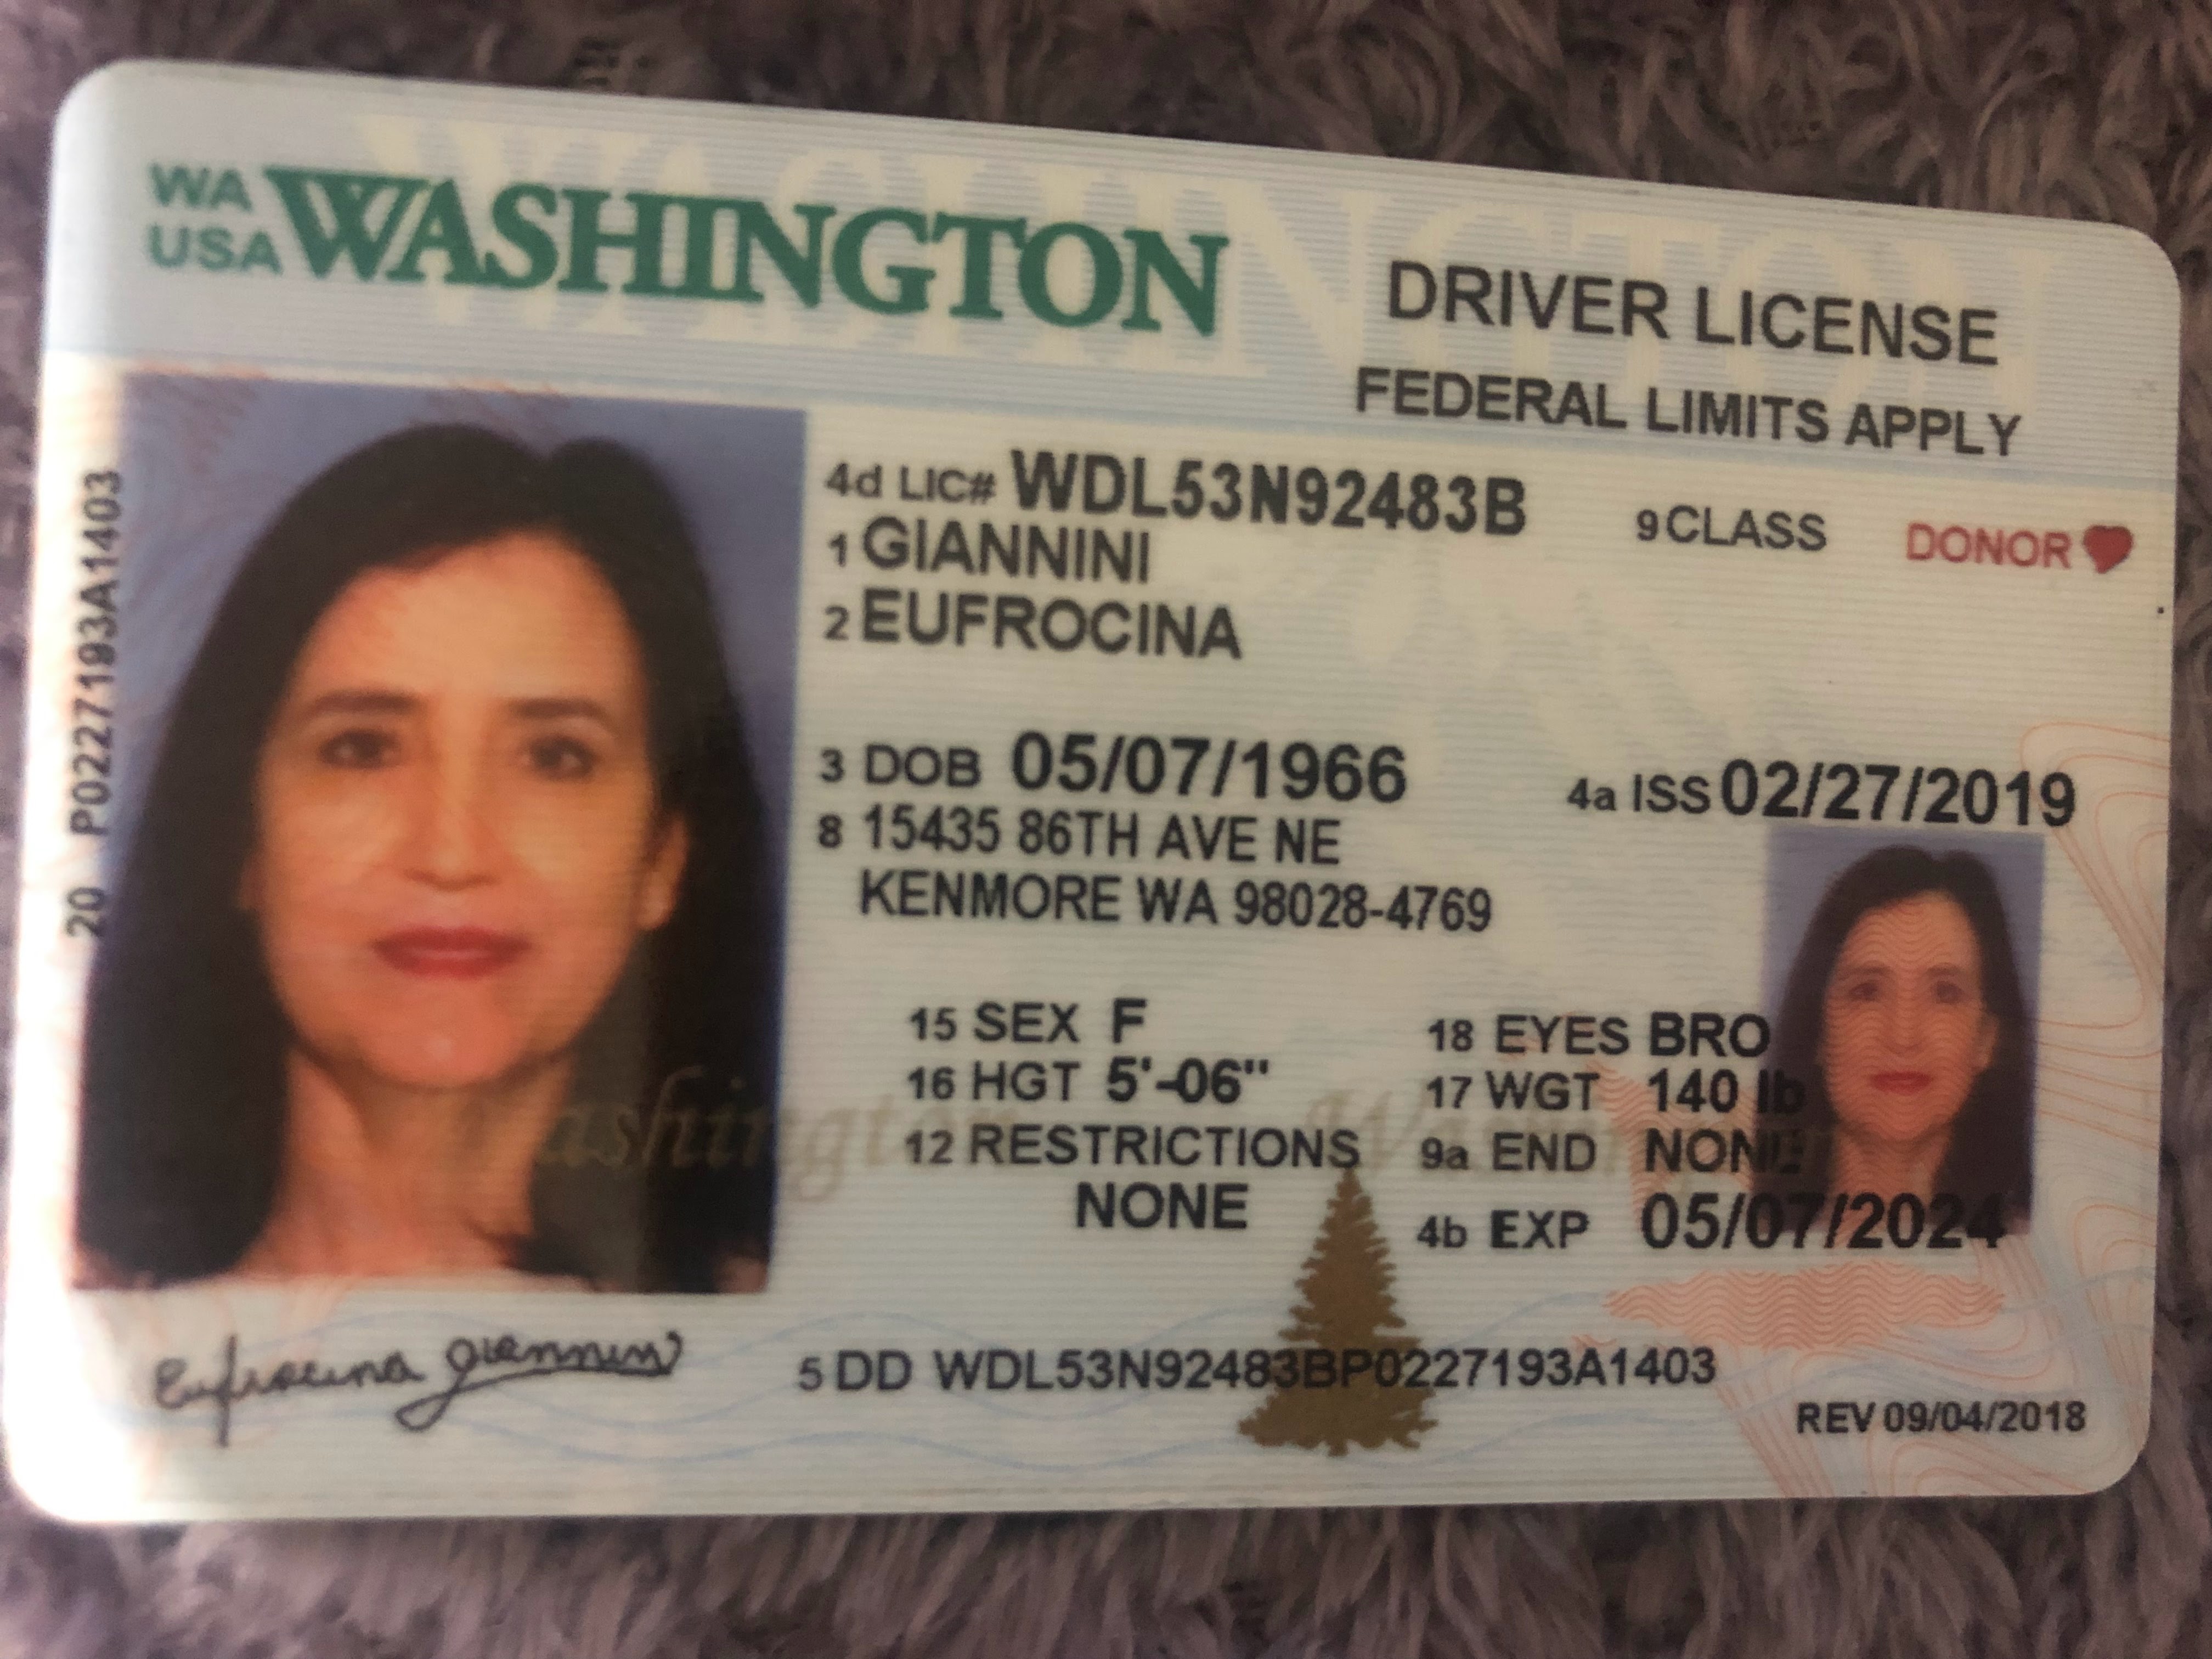 WA
USA WASHINGTON
DRIVER LICENSE
FEDERAL LIMITS APPLY
4d LIC# WDL53N92483B
9 CLASS
DONOR
1 GIANNINI
2 EUFROCINA
3 DOB 05/07/1966
4a ISS 02/27/2019
8 15435 86TH AVE NE
KENMORE WA 98028-4769
15 SEX F
18 EYES BRO
16 HGT 5'-06"
17 WGT 140 lb
12 RESTRICTIONS
9a END NONE
NONE
4b EXP 05/07/2024
20 P0227193A1403
Washington Washington
Eufrocina Giannini
5 DD WDL53N92483BP0227193A1403
REV 09/04/2018
WASHINGTON